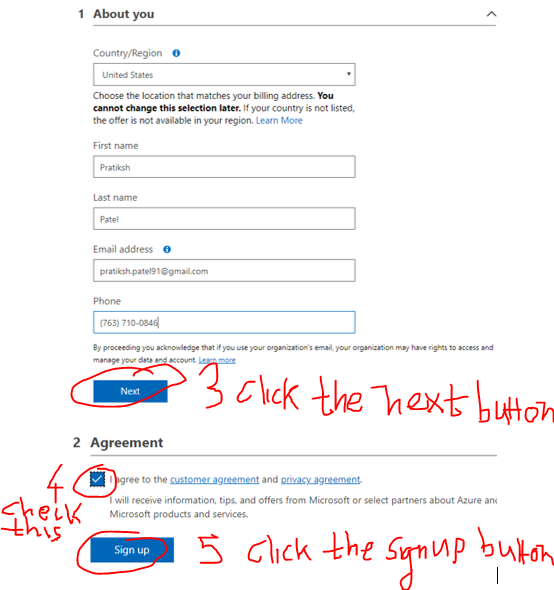 1 About you
Country/Region
United States
Choose the location that matches your billing address. You
cannot change this selection later. If your country is not listed,
the offer is not available in your region. Learn More
First name
Pratiksh
Last name
Patel
Email address
pratiksh.patel91@gmail.com
Phone
(763) 710-0846
By proceeding you acknowledge that if you use your organization's email, your organization may have rights to access and
manage your data and account. Learn more
Next
3 click the next button
2 Agreement
4
check
this
I agree to the customer agreement and privacy agreement.
I will receive information, tips, and offers from Microsoft or select partners about Azure and
Microsoft products and services.
Sign up
5 click the signup button